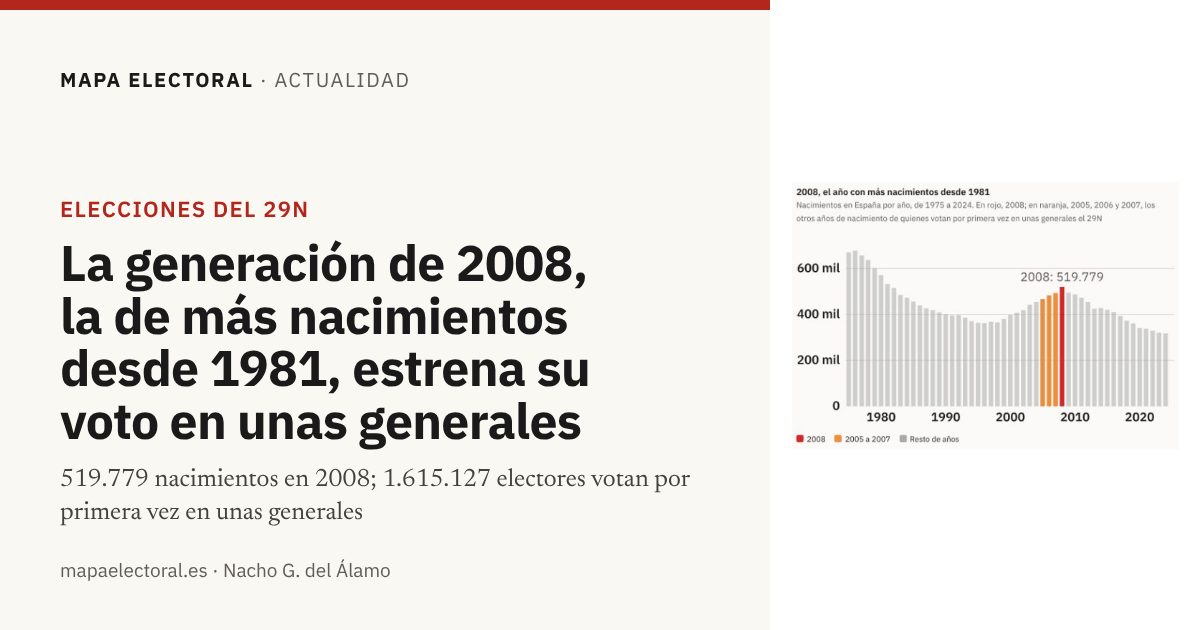 MAPA ELECTORAL · ACTUALIDAD
ELECCIONES DEL 29N
La generación de 2008,
la de más nacimientos
desde 1981, estrena su
voto en unas generales
519.779 nacimientos en 2008; 1.615.127 electores votan por
primera vez en unas generales
mapaelectoral.es · Nacho G. del Álamo
2008, el año con más nacimientos desde 1981
Nacimientos en España por año, de 1975 a 2024. En rojo, 2008; en naranja, 2005, 2006 y 2007, los
otros años de nacimiento de quienes votan por primera vez en unas generales el 29N
2008: 519.779
600 mil
400 mil
200 mil
0
1980 1990 2000 2010 2020
2008 2005 a 2007 Resto de años